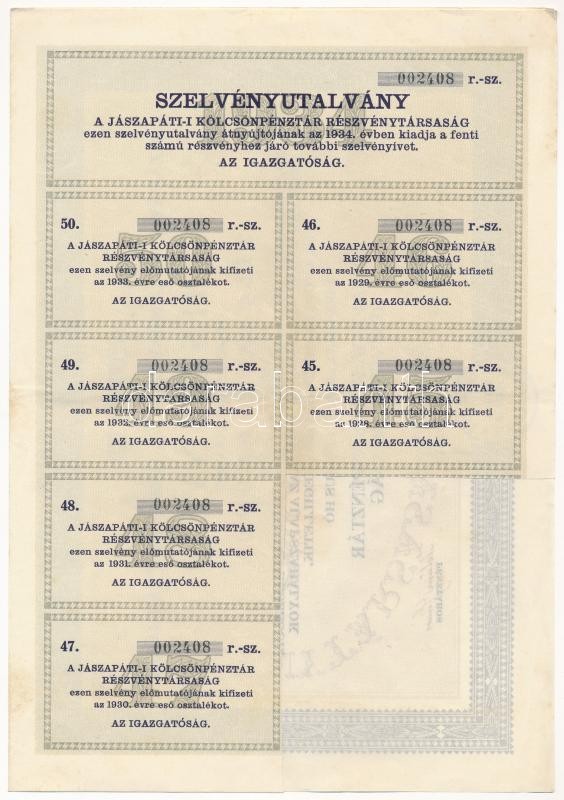 002408 r.-sz.
SZELVÉNYUTALVÁNY
A JÁSZAPÁTI-I KÖLCSÖNPÉNZTÁR RÉSZVÉNYTÁRSASÁG
ezen szelvényutalvány átnyujtójának az 1934. évben kiadja a fenti
számú részvényhez járó további szelvényívet.
AZ IGAZGATÓSÁG.
50. 002408 r.-sz.
A JÁSZAPÁTI-I KÖLCSÖNPÉNZTÁR
RÉSZVÉNYTÁRSASÁG
ezen szelvény előmutatójának kifizeti
az 1933. évre eső osztalékot.
AZ IGAZGATÓSÁG.
46. 002408 r.-sz.
A JÁSZAPÁTI-I KÖLCSÖNPÉNZTÁR
RÉSZVÉNYTÁRSASÁG
ezen szelvény előmutatójának kifizeti
az 1929. évre eső osztalékot.
AZ IGAZGATÓSÁG.
49. 002408 r.-sz.
A JÁSZAPÁTI-I KÖLCSÖNPÉNZTÁR
RÉSZVÉNYTÁRSASÁG
ezen szelvény előmutatójának kifizeti
az 1932. évre eső osztalékot.
AZ IGAZGATÓSÁG.
45. 002408 r.-sz.
A JÁSZAPÁTI-I KÖLCSÖNPÉNZTÁR
RÉSZVÉNYTÁRSASÁG
ezen szelvény előmutatójának kifizeti
az 1928. évre eső osztalékot.
AZ IGAZGATÓSÁG.
48. 002408 r.-sz.
A JÁSZAPÁTI-I KÖLCSÖNPÉNZTÁR
RÉSZVÉNYTÁRSASÁG
ezen szelvény előmutatójának kifizeti
az 1931. évre eső osztalékot.
AZ IGAZGATÓSÁG.
47. 002408 r.-sz.
A JÁSZAPÁTI-I KÖLCSÖNPÉNZTÁR
RÉSZVÉNYTÁRSASÁG
ezen szelvény előmutatójának kifizeti
az 1930. évre eső osztalékot.
AZ IGAZGATÓSÁG.